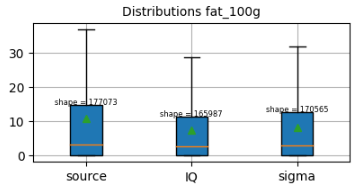 Distributions fat_100g
30
20
10
0
shape = 177073
shape = 165987
shape = 170565
source
IQ
sigma